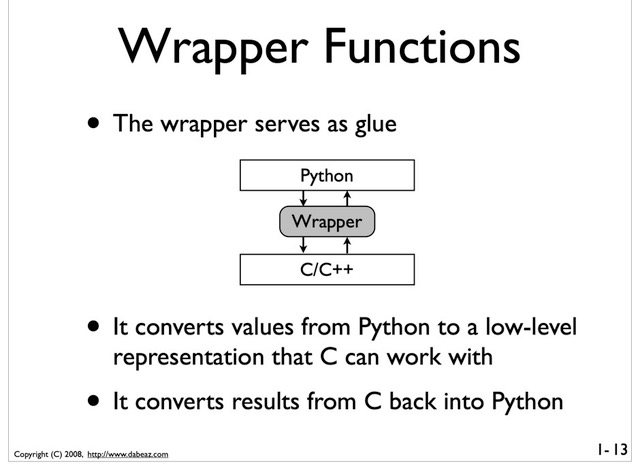 Wrapper Functions
• The wrapper serves as glue
Python
Wrapper
C/C++
• It converts values from Python to a low-level
representation that C can work with
• It converts results from C back into Python
Copyright (C) 2008, http://www.dabeaz.com
1- 13